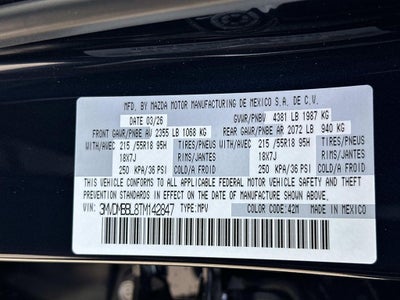 MFD. BY MAZDA MOTOR MANUFACTURING DE MEXICO S.A. DE C.V.
DATE 03/26 GVWR/PNBV 4381 LB 1987 KG
FRONT GAWR/PNBE AV 2355 LB 1068 KG REAR GAWR/PNBE AR 2072 LB 940 KG
WITH/AVEC 215/55R18 95H TIRES/PNEUS WITH/AVEC 215/55R18 95H TIRES/PNEUS
18X7J RIMS/JANTES 18X7J RIMS/JANTES
250 KPA/36 PSI COLD/A FROID 250 KPA/36 PSI COLD/A FROID
THIS VEHICLE CONFORMS TO ALL APPLICABLE FEDERAL MOTOR VEHICLE SAFETY AND THEFT
PREVENTION STANDARDS IN EFFECT ON THE DATE OF MANUFACTURE SHOWN ABOVE.
VIN: 3MVDMBBL8TM142847 TYPE:MPV
COLOR CODE:42M MADE IN MEXICO